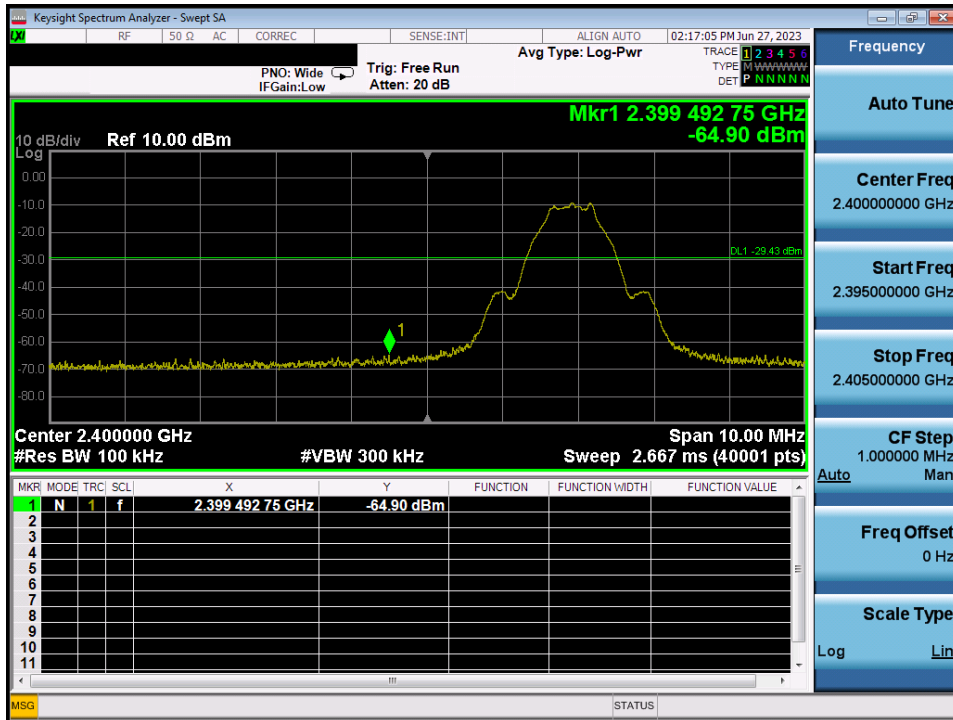 Keysight Spectrum Analyzer - Swept SA
LXI RF 50 Ω AC CORREC SENSE:INT ALIGN AUTO 02:17:05 PM Jun 27, 2023
PNO: Wide
IFGain:Low
Trig: Free Run
Atten: 20 dB
Avg Type: Log-Pwr
TRACE 1 2 3 4 5 6
TYPE M WWWWW
DET P N N N N N
Mkr1 2.399 492 75 GHz
-64.90 dBm
10 dB/div Ref 10.00 dBm
Log
0.00
-10.0
-20.0
-30.0
-40.0
-50.0
-60.0
-70.0
-80.0
DL1 -29.43 dBm
1
Center 2.400000 GHz Span 10.00 MHz
#Res BW 100 kHz #VBW 300 kHz Sweep 2.667 ms (40001 pts)
MKR MODE TRC SCL X Y FUNCTION FUNCTION WIDTH FUNCTION VALUE
1 N 1 f 2.399 492 75 GHz -64.90 dBm
2
3
4
5
6
7
8
9
10
11
MSG STATUS
Frequency
Auto Tune
Center Freq
2.400000000 GHz
Start Freq
2.395000000 GHz
Stop Freq
2.405000000 GHz
CF Step
1.000000 MHz
Auto Man
Freq Offset
0 Hz
Scale Type
Log Lin